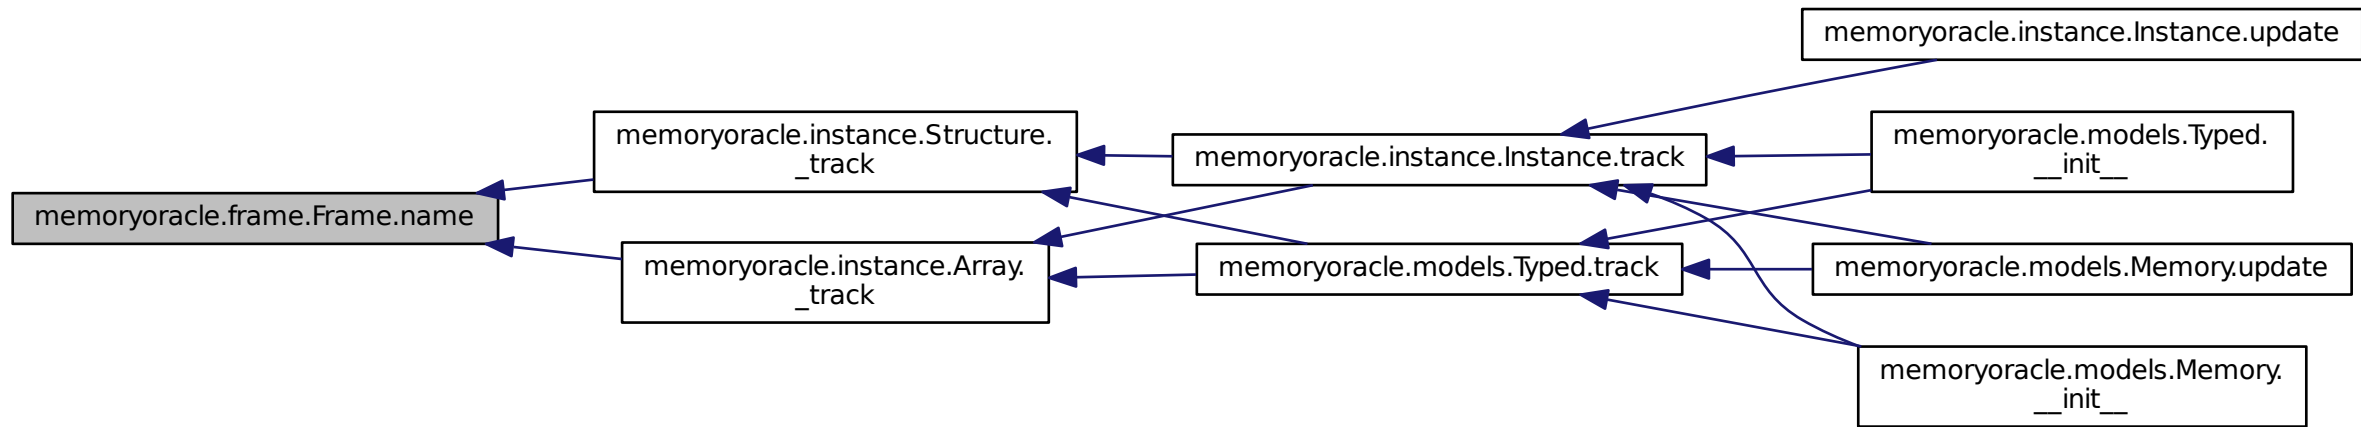 memoryoracle.frame.Frame.name
memoryoracle.instance.Structure.
_track
memoryoracle.instance.Array.
_track
memoryoracle.instance.Instance.track
memoryoracle.models.Typed.track
memoryoracle.instance.Instance.update
memoryoracle.models.Typed.
__init__
memoryoracle.models.Memory.update
memoryoracle.models.Memory.
__init__